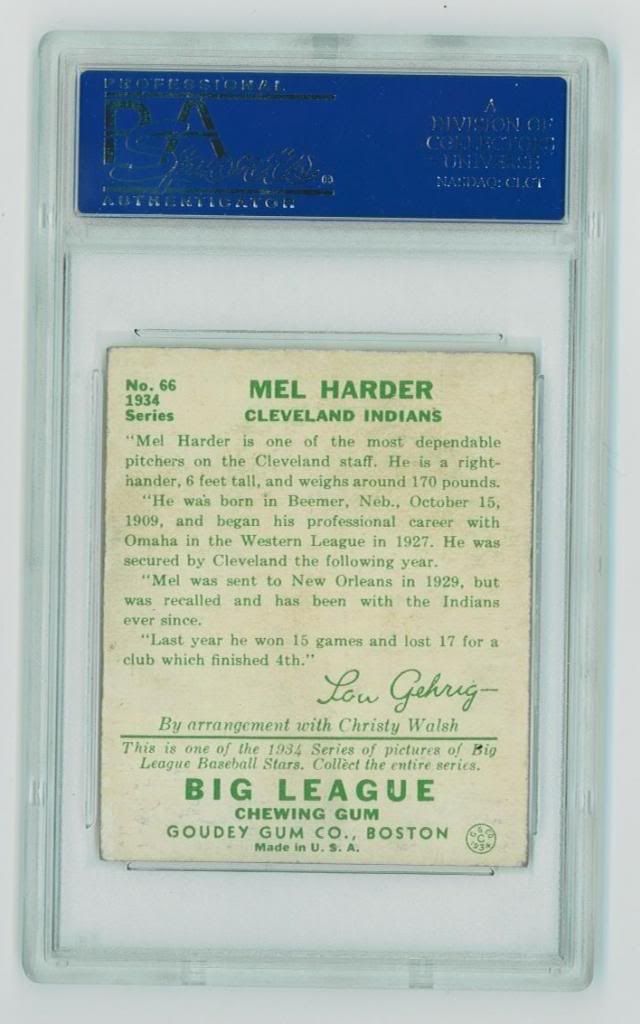 PROFESSIONAL
PSA
Sports ®
AUTHENTICATOR
A
DIVISION OF
COLLECTORS
UNIVERSE
NASDAQ: CLCT
No. 66
1934
Series
MEL HARDER
CLEVELAND INDIANS
"Mel Harder is one of the most dependable
pitchers on the Cleveland staff. He is a right-
hander, 6 feet tall, and weighs around 170 pounds.
"He was born in Beemer, Neb., October 15,
1909, and began his professional career with
Omaha in the Western League in 1927. He was
secured by Cleveland the following year.
"Mel was sent to New Orleans in 1929, but
was recalled and has been with the Indians
ever since.
"Last year he won 15 games and lost 17 for a
club which finished 4th."
Lou Gehrig
By arrangement with Christy Walsh
This is one of the 1934 Series of pictures of Big
League Baseball Stars. Collect the entire series.
BIG LEAGUE
CHEWING GUM
GOUDEY GUM CO., BOSTON
Made in U. S. A.
G.G.CO.
C
1934